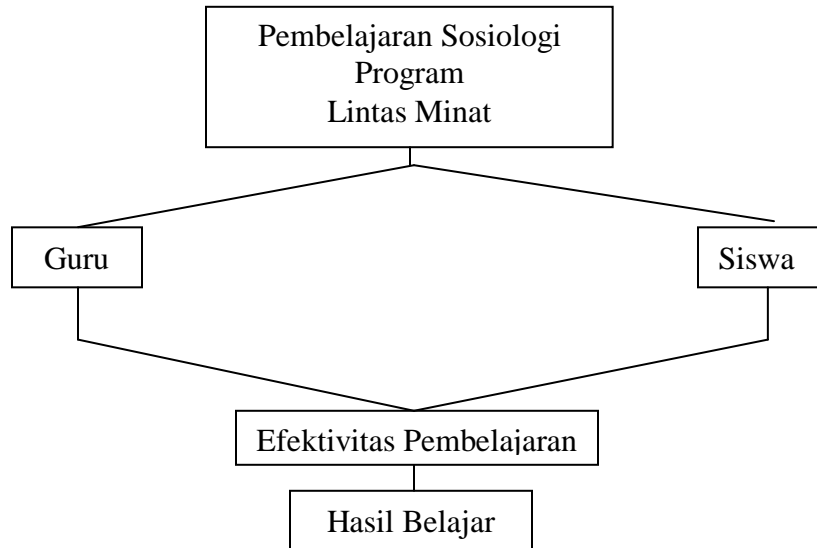 Pembelajaran Sosiologi
Program
Lintas Minat
Guru
Siswa
Efektivitas Pembelajaran
Hasil Belajar